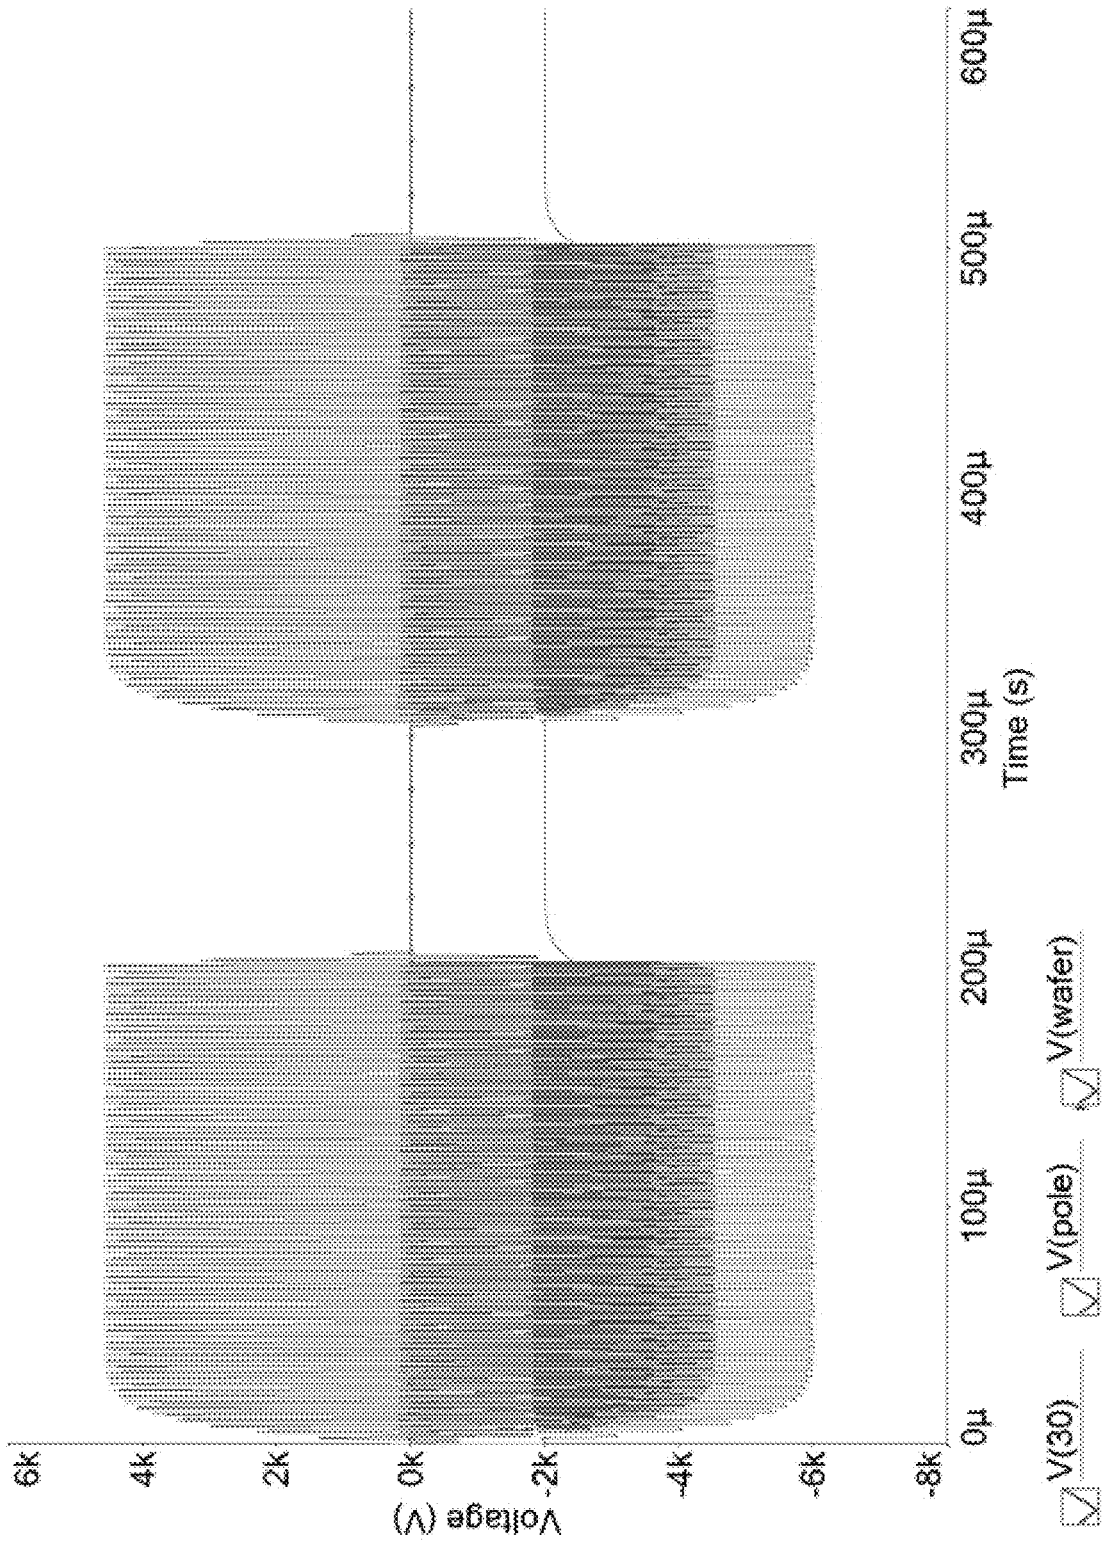 6k
4k
2k
0k
-2k
-4k
-6k
-8k
Voltage (V)
0µ
100µ
200µ
300µ
400µ
500µ
600µ
Time (s)
V(30)
V(pole)
V(wafer)